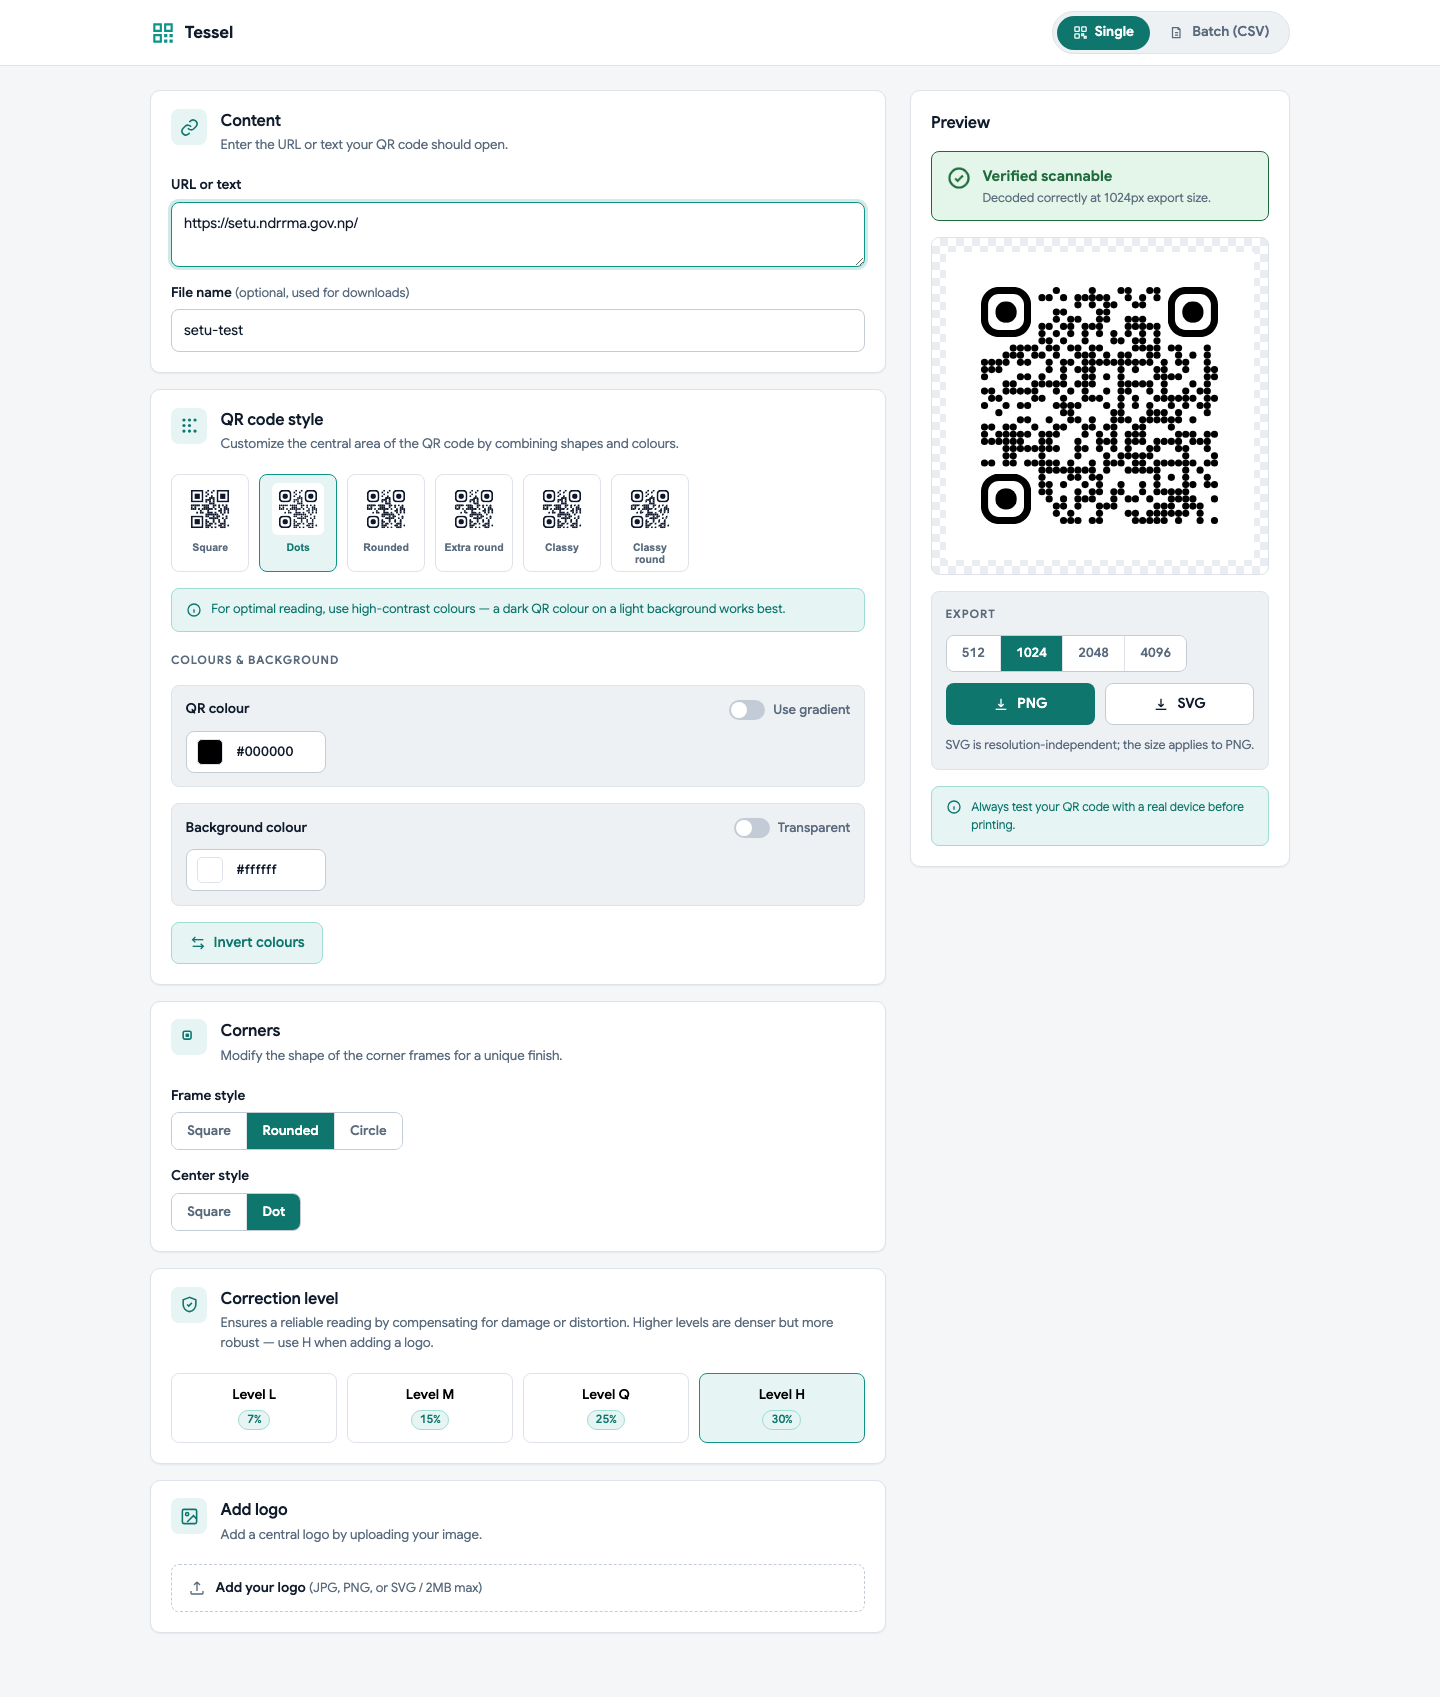 Tessel
Single
Batch (CSV)
Content
Enter the URL or text your QR code should open.
URL or text
https://setu.ndrrma.gov.np/
File name (optional, used for downloads)
setu-test
QR code style
Customize the central area of the QR code by combining shapes and colours.
Square
Dots
Rounded
Extra round
Classy
Classy
round
For optimal reading, use high-contrast colours — a dark QR colour on a light background works best.
COLOURS & BACKGROUND
QR colour
Use gradient
#000000
Background colour
Transparent
#ffffff
Invert colours
Corners
Modify the shape of the corner frames for a unique finish.
Frame style
Square
Rounded
Circle
Center style
Square
Dot
Correction level
Ensures a reliable reading by compensating for damage or distortion. Higher levels are denser but more
robust — use H when adding a logo.
Level L
7%
Level M
15%
Level Q
25%
Level H
30%
Add logo
Add a central logo by uploading your image.
Add your logo (JPG, PNG, or SVG / 2MB max)
Preview
Verified scannable
Decoded correctly at 1024px export size.
EXPORT
512
1024
2048
4096
PNG
SVG
SVG is resolution-independent; the size applies to PNG.
Always test your QR code with a real device before
printing.